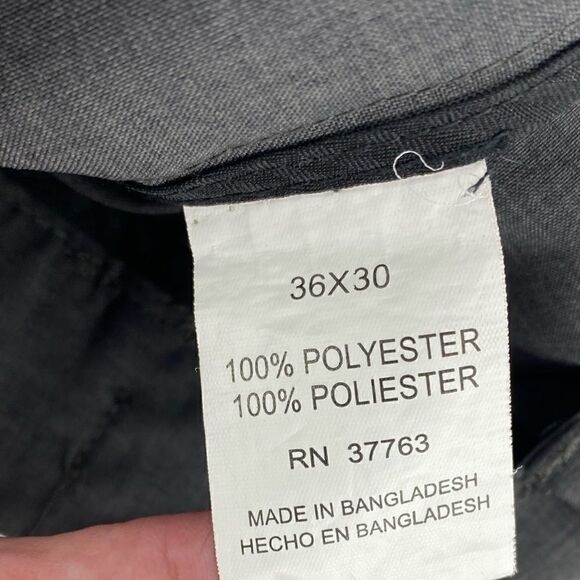 36X30
100% POLYESTER
100% POLIESTER
RN 37763
MADE IN BANGLADESH
HECHO EN BANGLADESH